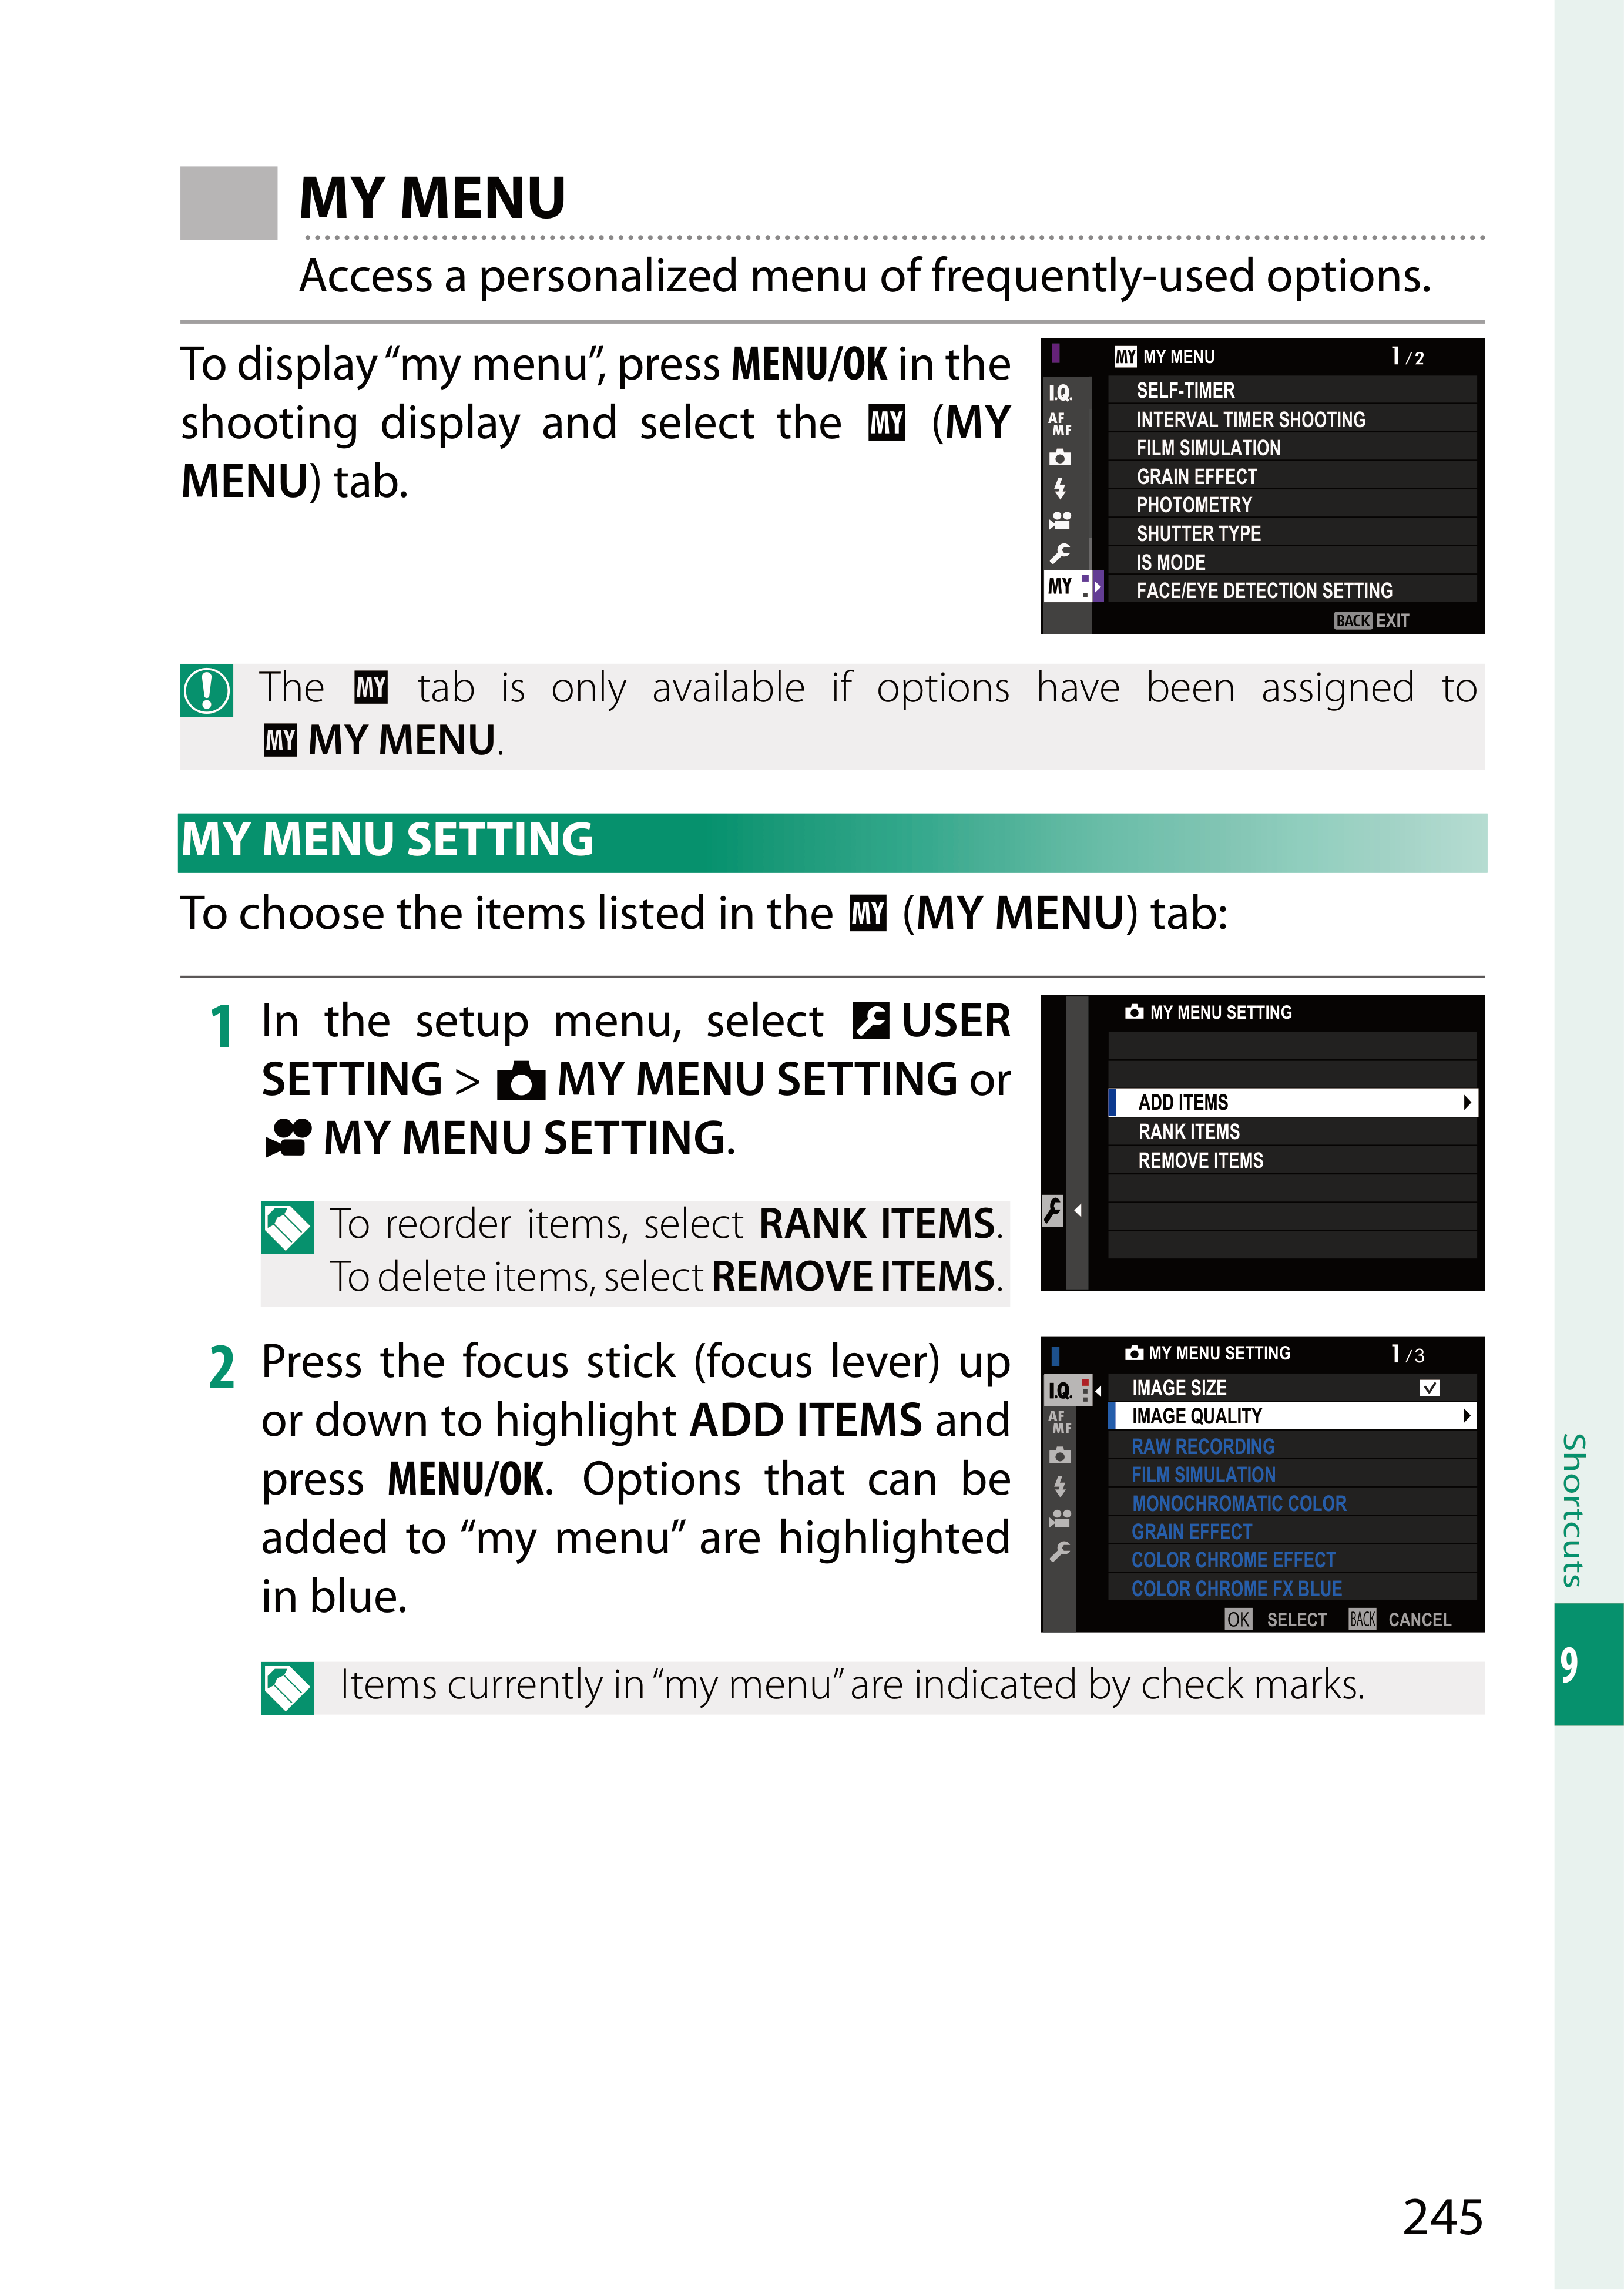 MY MENU
Access a personalized menu of frequently-used options.
To display “my menu”, press MENU/OK in the
shooting display and select the MY (MY
MENU) tab.
MY MY MENU 1/2
I.Q.
AF
MF
MY
SELF-TIMER
INTERVAL TIMER SHOOTING
FILM SIMULATION
GRAIN EFFECT
PHOTOMETRY
SHUTTER TYPE
IS MODE
FACE/EYE DETECTION SETTING
BACK EXIT
The MY tab is only available if options have been assigned to
MY MY MENU.
MY MENU SETTING
To choose the items listed in the MY (MY MENU) tab:
1 In the setup menu, select USER
SETTING > MY MENU SETTING or
MY MENU SETTING.
To reorder items, select RANK ITEMS.
To delete items, select REMOVE ITEMS.
MY MENU SETTING
ADD ITEMS
RANK ITEMS
REMOVE ITEMS
2 Press the focus stick (focus lever) up
or down to highlight ADD ITEMS and
press MENU/OK. Options that can be
added to “my menu” are highlighted
in blue.
MY MENU SETTING 1/3
I.Q.
AF
MF
IMAGE SIZE
IMAGE QUALITY
RAW RECORDING
FILM SIMULATION
MONOCHROMATIC COLOR
GRAIN EFFECT
COLOR CHROME EFFECT
COLOR CHROME FX BLUE
OK SELECT BACK CANCEL
Items currently in “my menu” are indicated by check marks.
Shortcuts
9
245